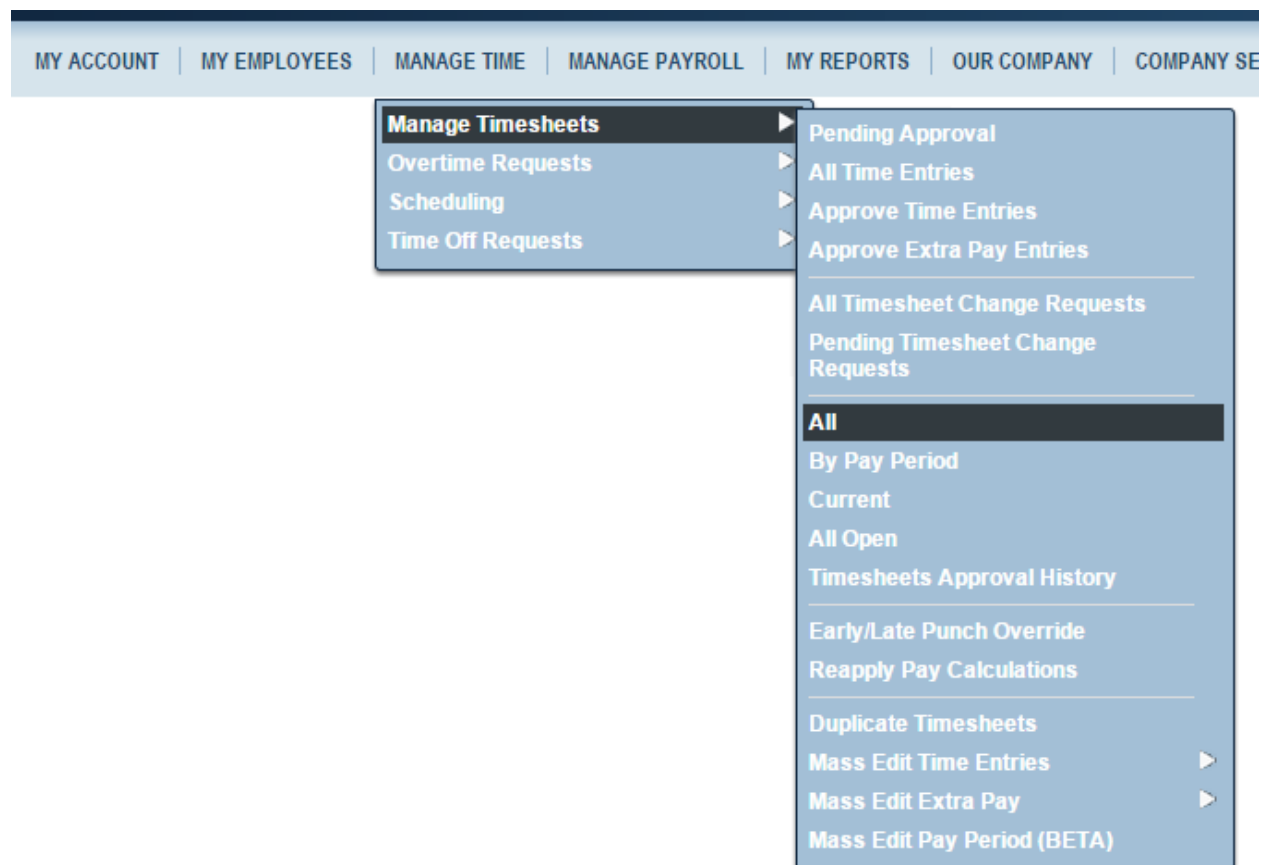 MY ACCOUNT MY EMPLOYEES MANAGE TIME MANAGE PAYROLL MY REPORTS OUR COMPANY COMPANY SE
Manage Timesheets
Overtime Requests
Scheduling
Time Off Requests
Pending Approval
All Time Entries
Approve Time Entries
Approve Extra Pay Entries
All Timesheet Change Requests
Pending Timesheet Change
Requests
All
By Pay Period
Current
All Open
Timesheets Approval History
Early/Late Punch Override
Reapply Pay Calculations
Duplicate Timesheets
Mass Edit Time Entries
Mass Edit Extra Pay
Mass Edit Pay Period (BETA)